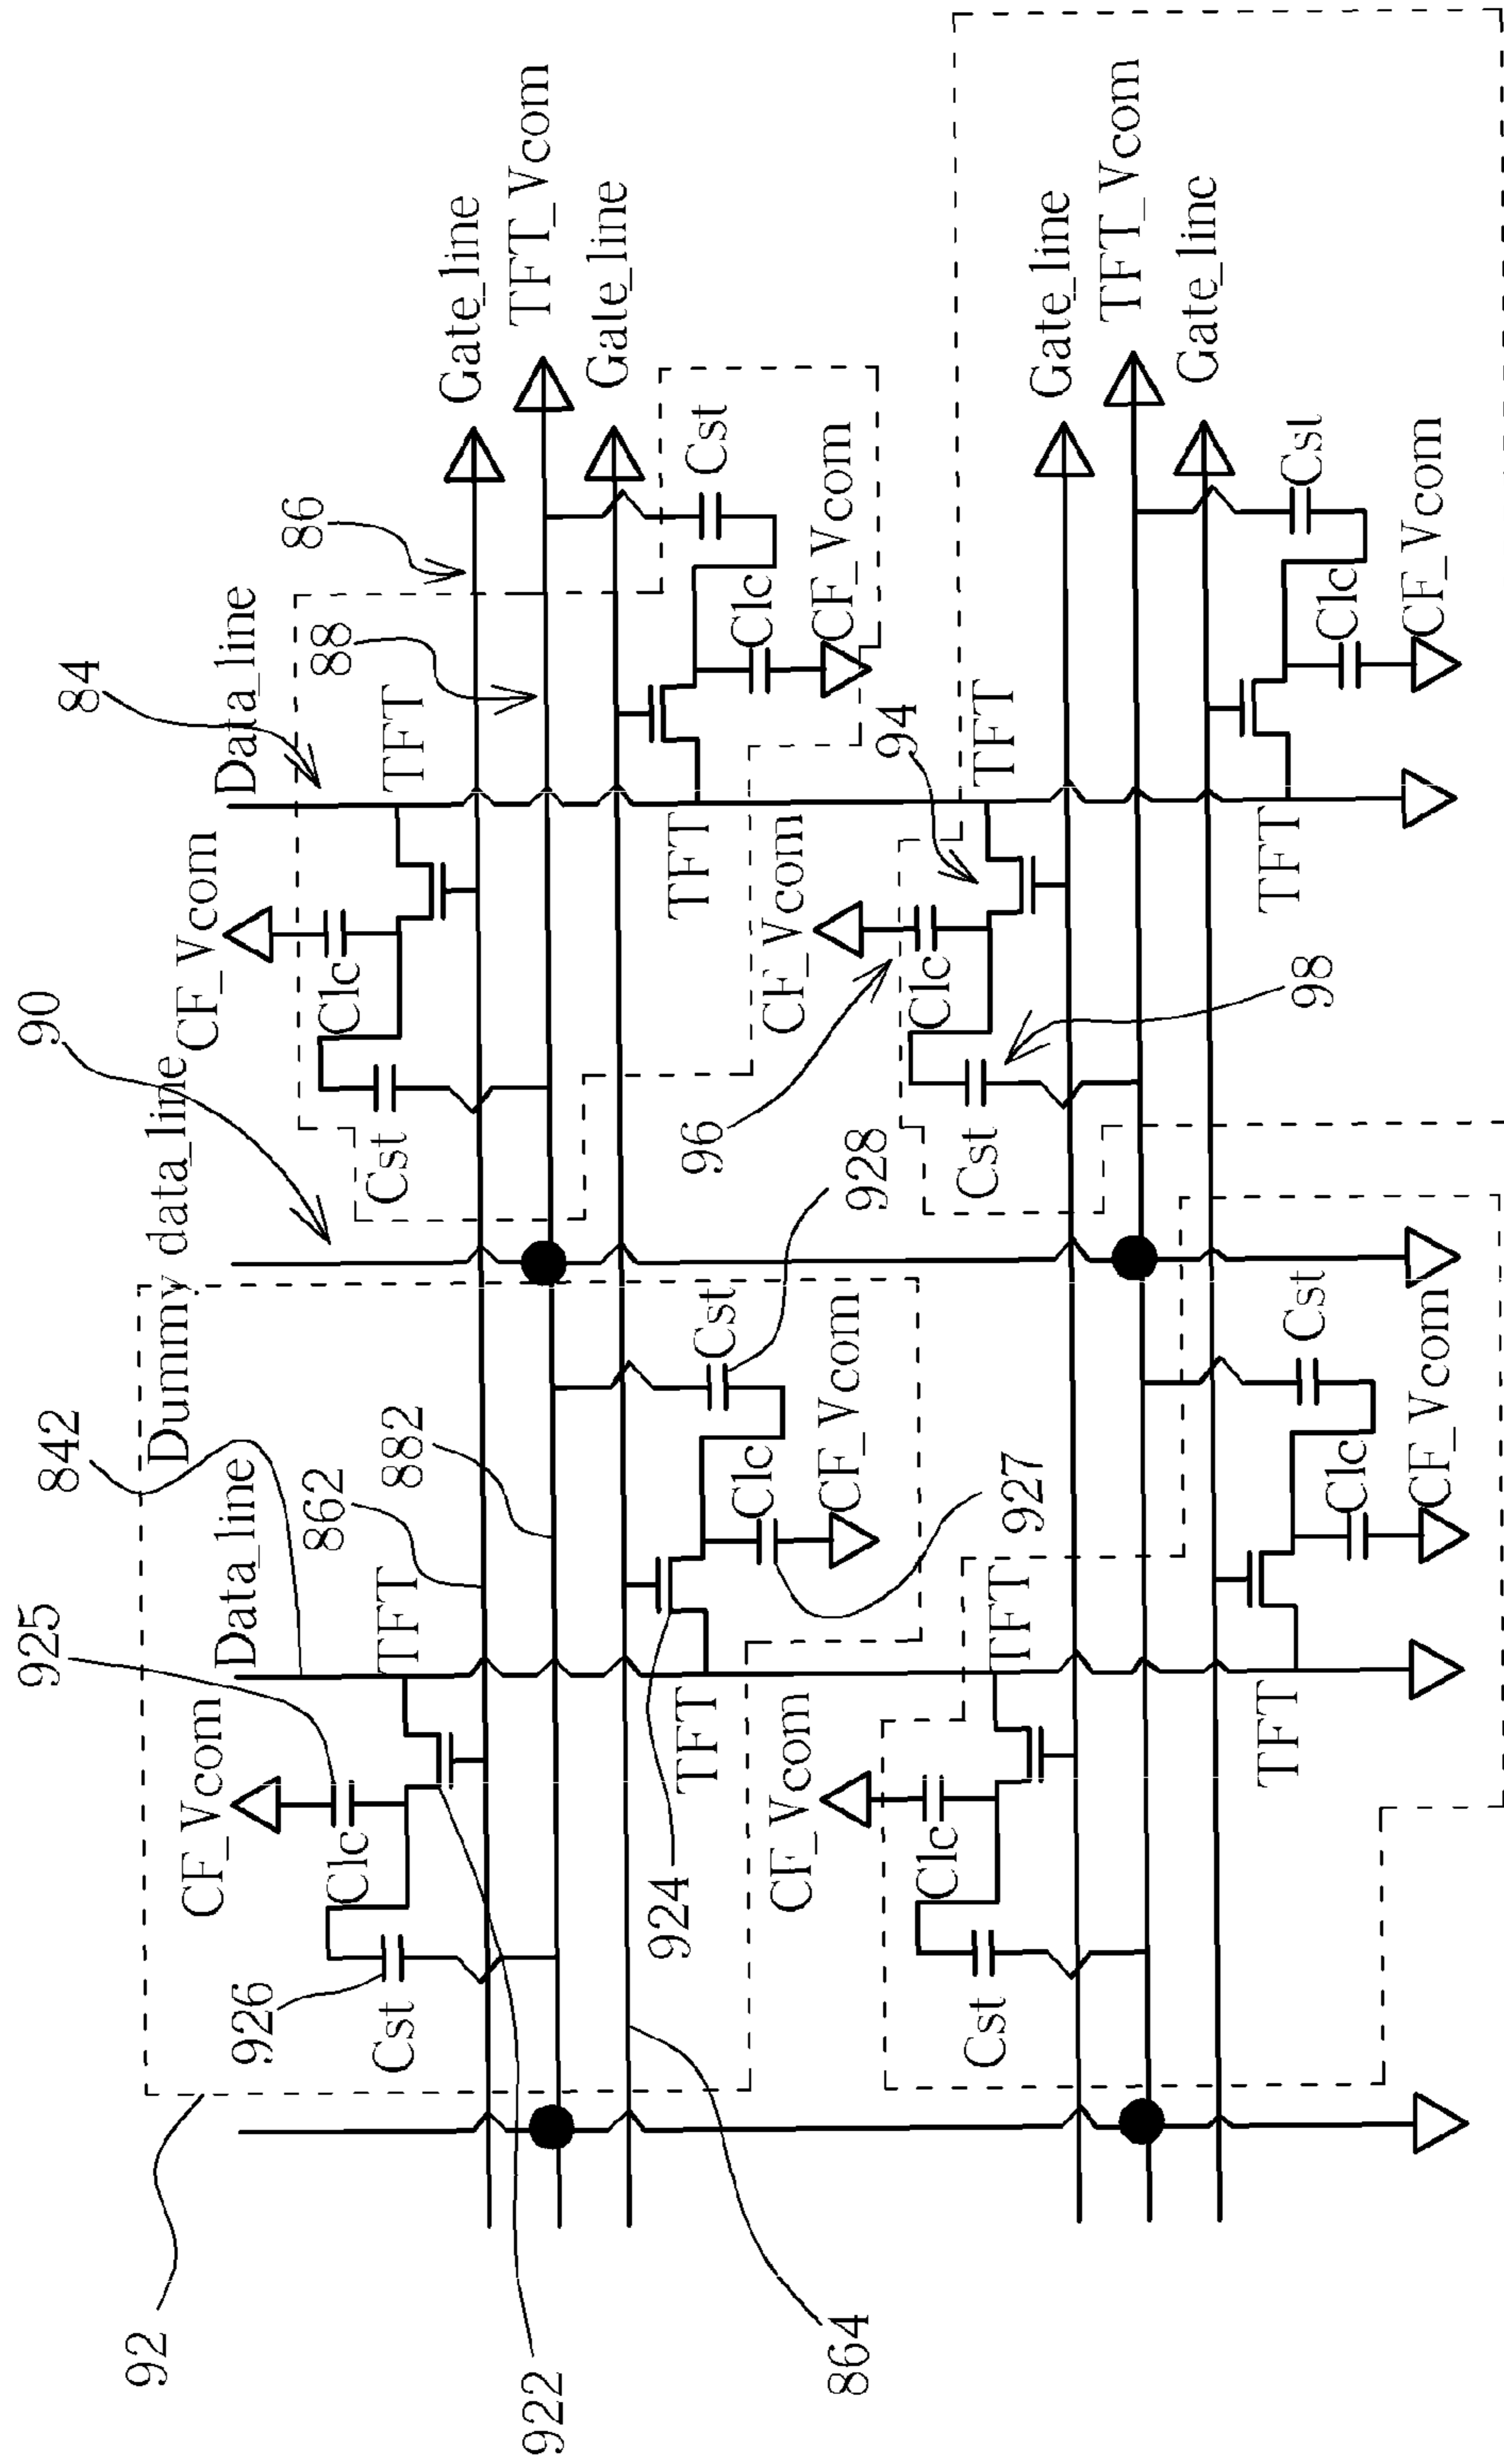 84
86
90
Data_line
88
842
Dummy data_line
CF_Vcom
TFT
Gate_line
TFT_Vcom
Gate_line
925
Data_line
862
882
Clc
Cst
Cst
Clc
CF_Vcom
TFT
CF_Vcom
TFT
Clc
926
Cst
Cst
928
Clc
CF_Vcom
927
924
TFT
92
922
864
96
94
CF_Vcom
TFT
Clc
Cst
98
Gate_line
TFT_Vcom
Gate_line
Cst
Clc
CF_Vcom
TFT
CF_Vcom
TFT
Clc
Cst
Cst
Clc
CF_Vcom
TFT